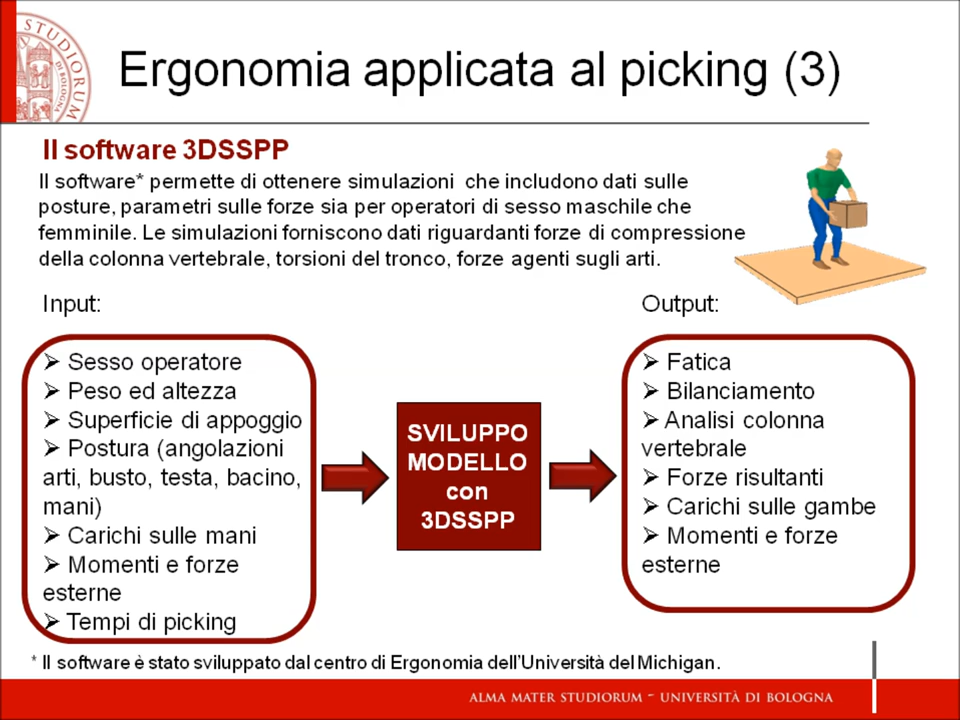 STUDIORUM
DI BOLOGNA
Ergonomia applicata al picking (3)
Il software 3DSSPP
Il software* permette di ottenere simulazioni che includono dati sulle
posture, parametri sulle forze sia per operatori di sesso maschile che
femminile. Le simulazioni forniscono dati riguardanti forze di compressione
della colonna vertebrale, torsioni del tronco, forze agenti sugli arti.
Input:
➢ Sesso operatore
➢ Peso ed altezza
➢ Superficie di appoggio
➢ Postura (angolazioni
arti, busto, testa, bacino,
mani)
➢ Carichi sulle mani
➢ Momenti e forze
esterne
➢ Tempi di picking
SVILUPPO
MODELLO
con
3DSSPP
Output:
➢ Fatica
➢ Bilanciamento
➢ Analisi colonna
vertebrale
➢ Forze risultanti
➢ Carichi sulle gambe
➢ Momenti e forze
esterne
* Il software è stato sviluppato dal centro di Ergonomia dell'Università del Michigan.
ALMA MATER STUDIORUM – UNIVERSITÀ DI BOLOGNA